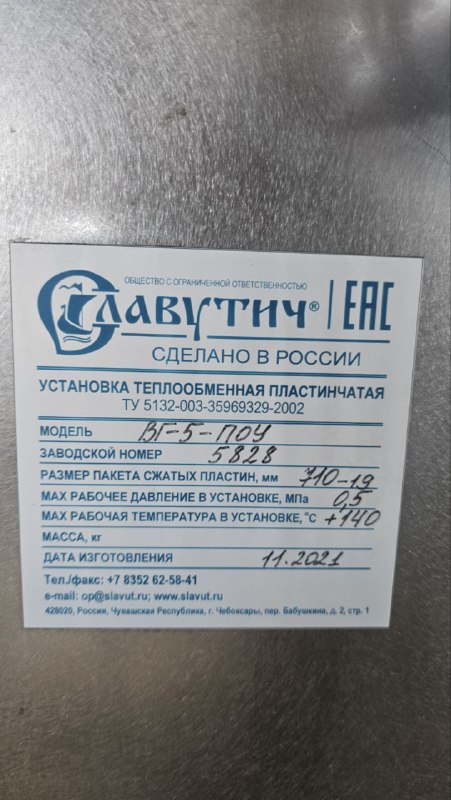 ОБЩЕСТВО С ОГРАНИЧЕННОЙ ОТВЕТСТВЕННОСТЬЮ
СЛАВУТИЧ® ЕАС
СДЕЛАНО В РОССИИ
УСТАНОВКА ТЕПЛООБМЕННАЯ ПЛАСТИНЧАТАЯ
ТУ 5132-003-35969329-2002
МОДЕЛЬ ВГ-5-ПОУ
ЗАВОДСКОЙ НОМЕР 5828
РАЗМЕР ПАКЕТА СЖАТЫХ ПЛАСТИН, мм 710-19
MAX РАБОЧЕЕ ДАВЛЕНИЕ В УСТАНОВКЕ, МПа 0,5
MAX РАБОЧАЯ ТЕМПЕРАТУРА В УСТАНОВКЕ, °С +140
МАССА, кг
ДАТА ИЗГОТОВЛЕНИЯ 11.2021
Тел./факс: +7 8352 62-58-41
e-mail: op@slavut.ru; www.slavut.ru
428020, Россия, Чувашская Республика, г. Чебоксары, пер. Бабушкина, д. 2, стр. 1